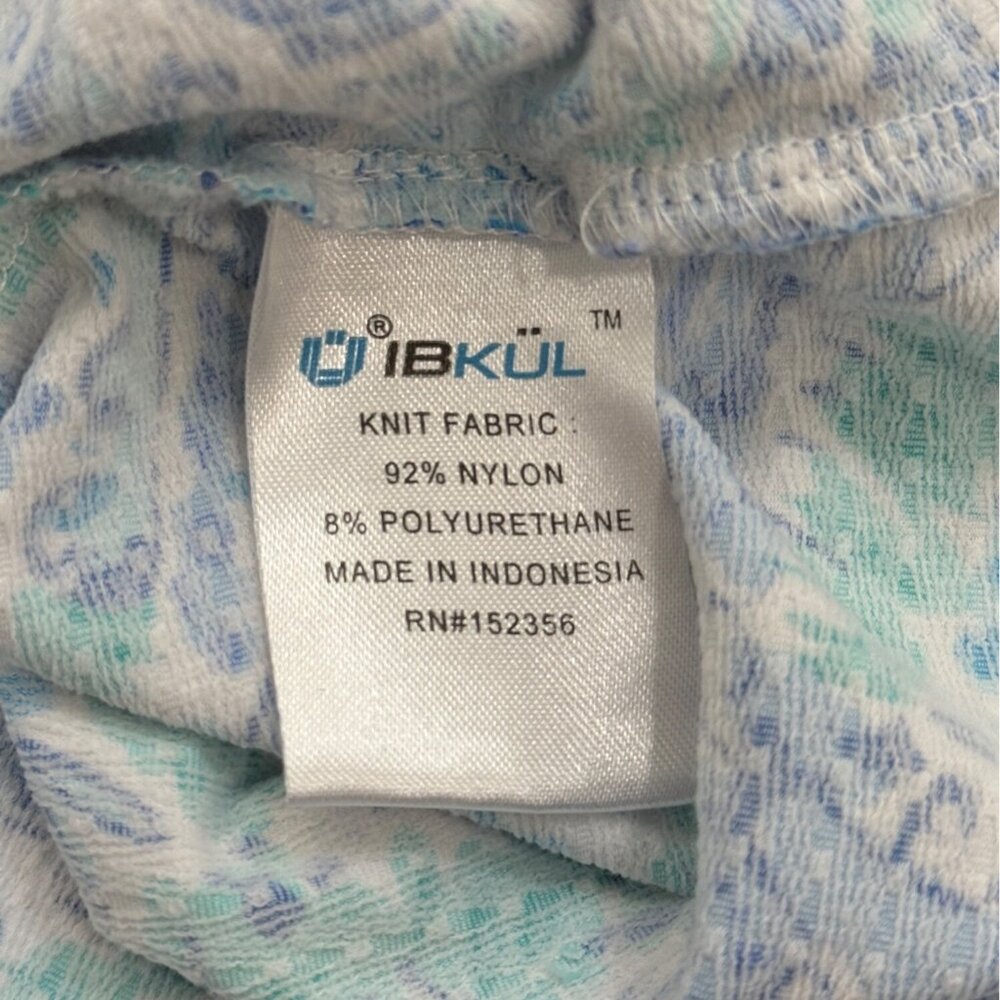 ®IBKÜL™
KNIT FABRIC :
92% NYLON
8% POLYURETHANE
MADE IN INDONESIA
RN#152356